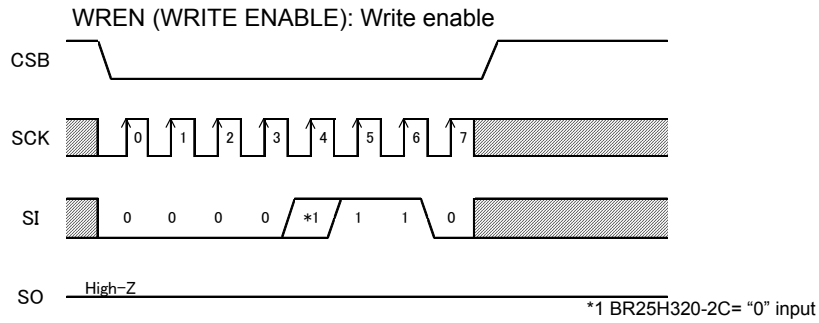 WREN (WRITE ENABLE): Write enable
CSB
SCK 0 1 2 3 4 5 6 7
SI 0 0 0 0 *1 1 1 0
SO High-Z
*1 BR25H320-2C= “0” input